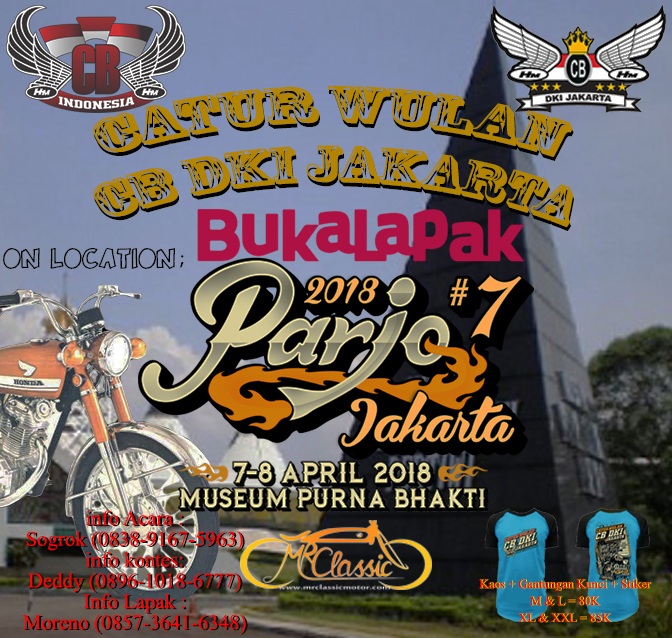 CB
INDONESIA
HM HM
CB
HM HM
DKI JAKARTA
CATUR WULAN
CB DKI JAKARTA
BUKALAPAK
ON LOCATION;
2018
Parjo #7
Jakarta
7-8 APRIL 2018
MUSEUM PURNA BHAKTI
HONDA
info Acara :
Sogrok (0838-9167-5963)
info kontes:
Deddy (0896-1018-6777)
Info Lapak :
Moreno (0857-3641-6348)
MR Classic
www.mrclassicmotor.com
CB DKI
Kaos + Gantungan Kunci + Stiker
M & L = 80K
XL & XXL = 85K